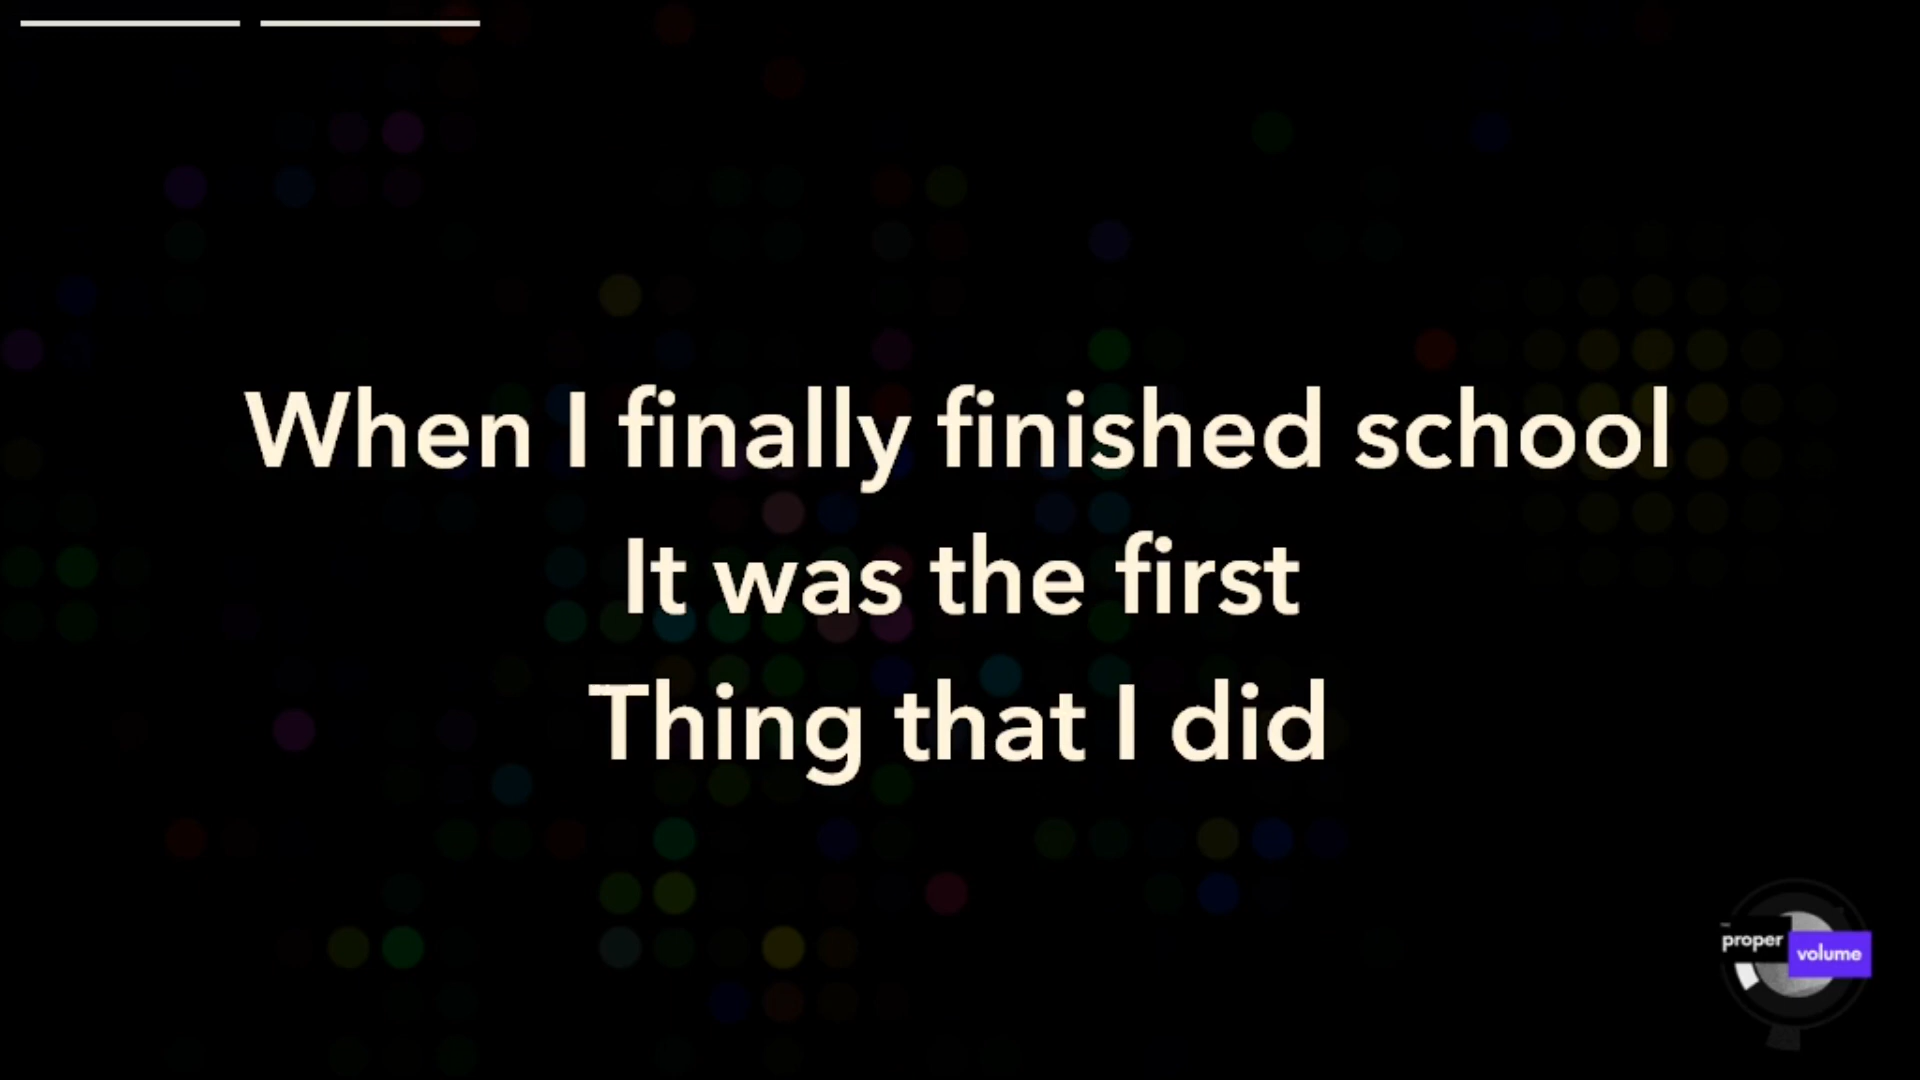 When I finally finished school
It was the first
Thing that I did
proper
volume